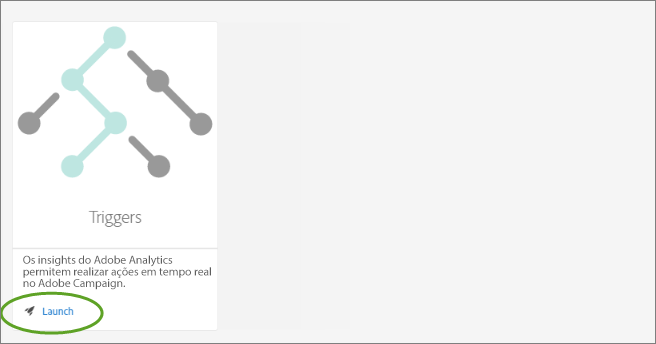 Triggers
Os insights do Adobe Analytics
permitem realizar ações em tempo real
no Adobe Campaign.
Launch